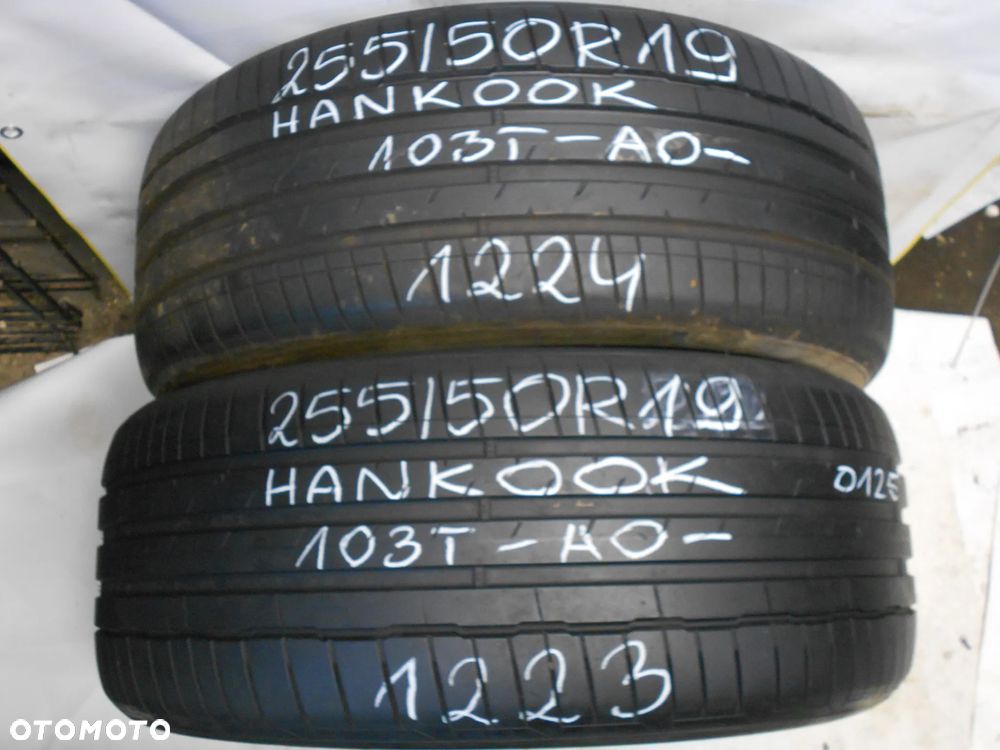 255/50R19
HANKOOK
103T-AO-
1224
255/50R19
HANKOOK
0125
103T-AO-
1223
OTOMOTO